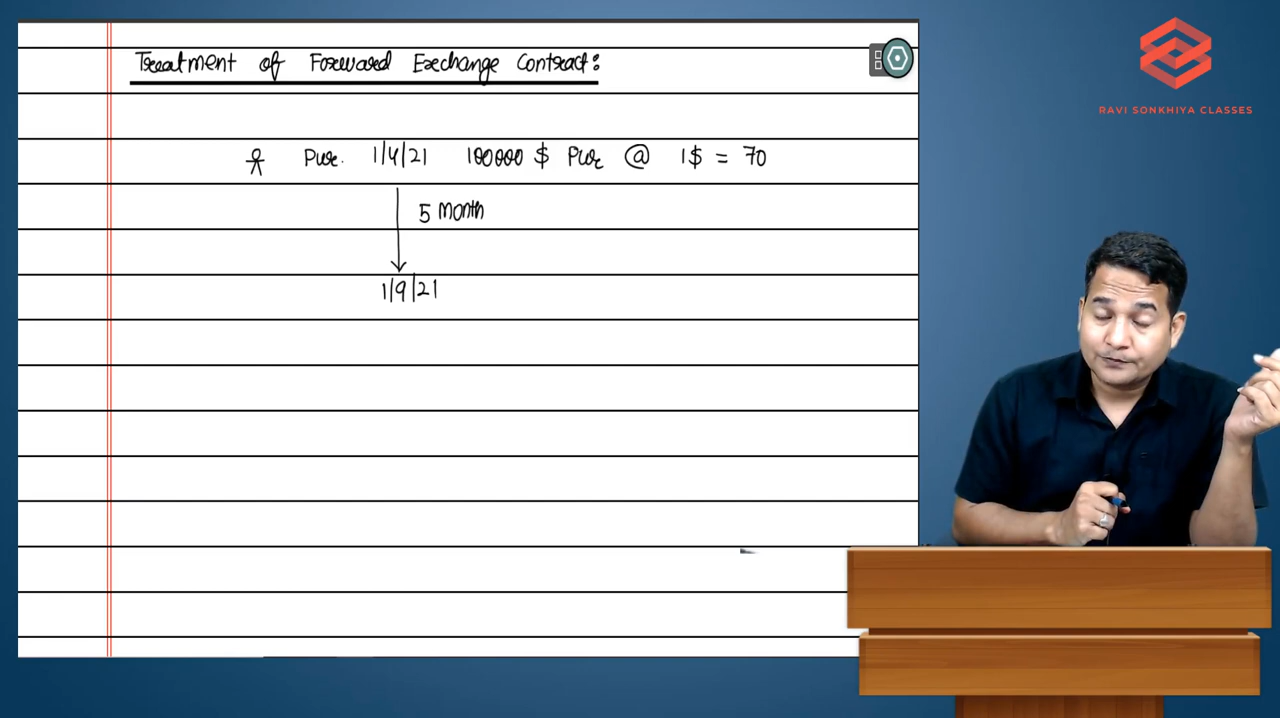 Treatment of Forward Exchange Contract:
RAVI SONKHIYA CLASSES
Pur. 1/4/21 100000 $ Pur @ 1$ = 70
5 month
1/9/21